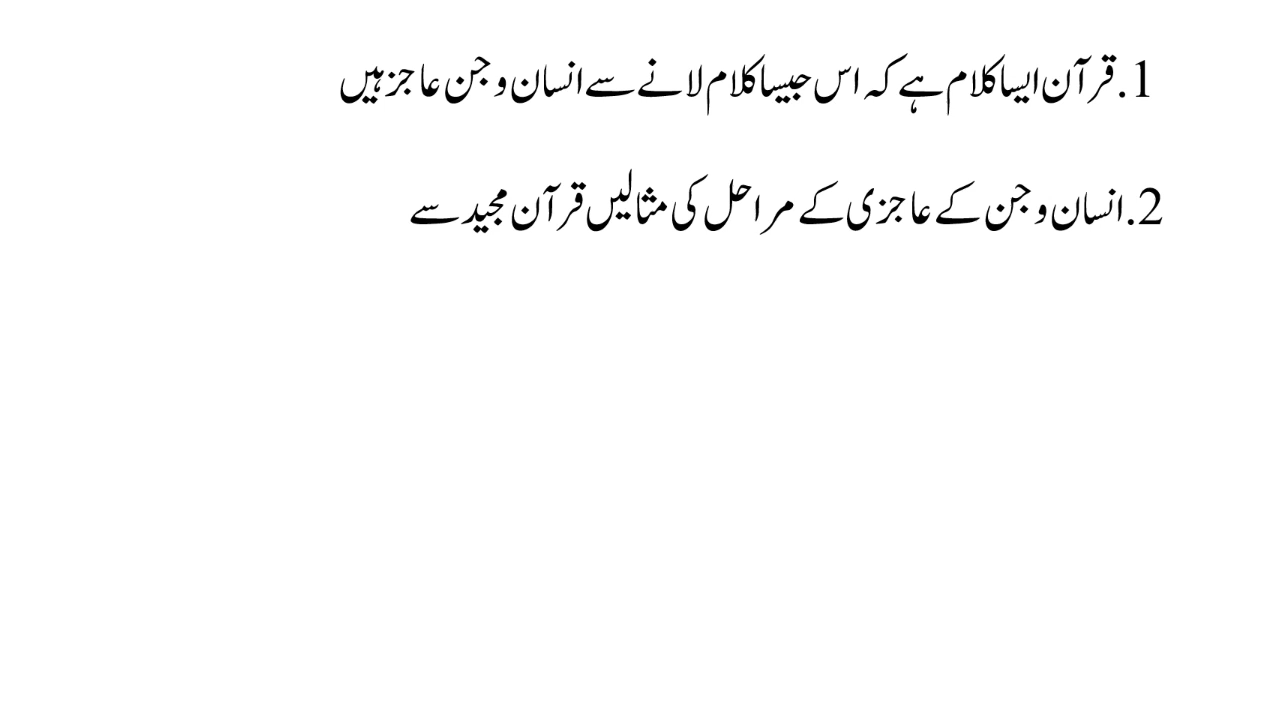 1.قرآن ایسا کلام ہے کہ اس جیسا کلام لانے سے انسان و جن عاجز ہیں
2.انسان و جن کے عاجزی کے مراحل کی مثالیں قرآن مجید سے